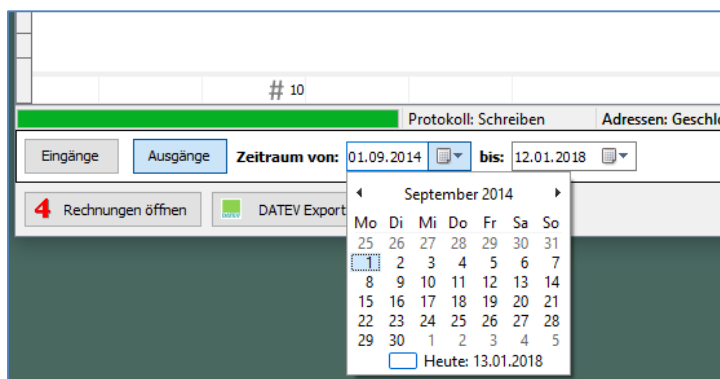 # 10
Protokoll: Schreiben Adressen: Geschl
Eingänge Ausgänge Zeitraum von: 01.09.2014 bis: 12.01.2018
4 Rechnungen öffnen DATEV DATEV Export
September 2014
Mo Di Mi Do Fr Sa So
25 26 27 28 29 30 31
1 2 3 4 5 6 7
8 9 10 11 12 13 14
15 16 17 18 19 20 21
22 23 24 25 26 27 28
29 30 1 2 3 4 5
Heute: 13.01.2018